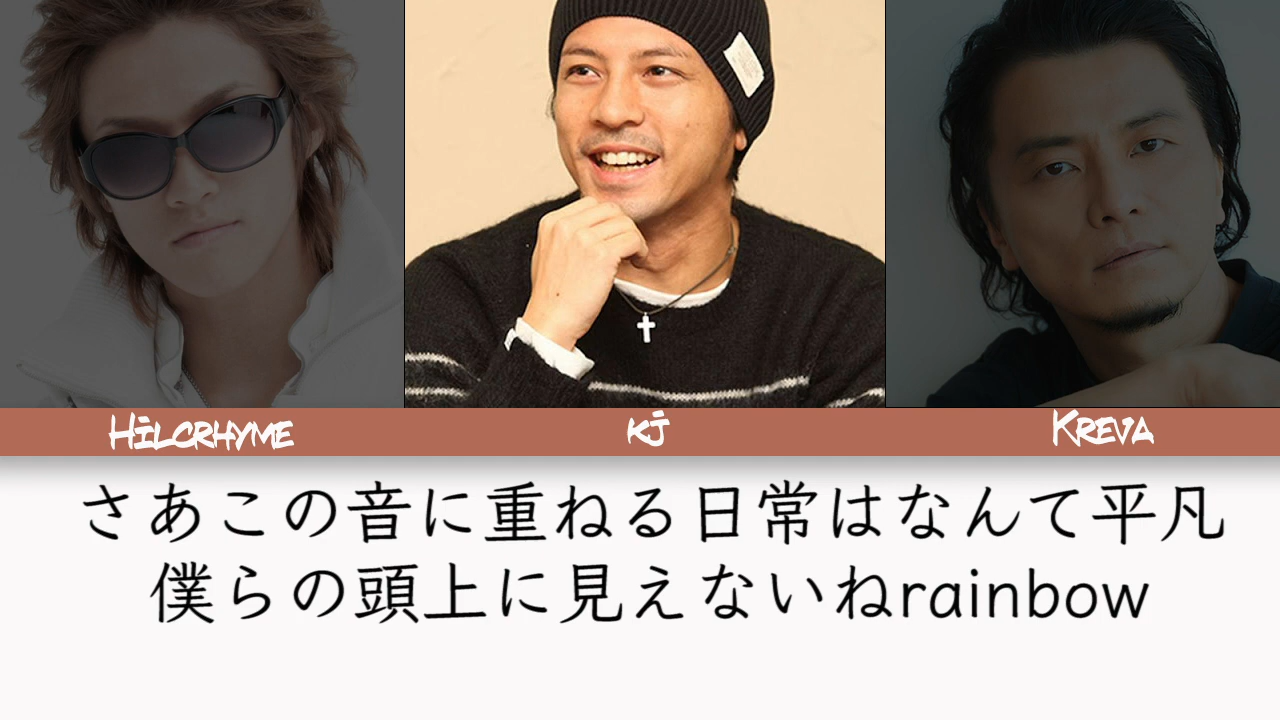 Hilcrhyme kj Kreva
さあこの音に重ねる日常はなんて平凡
僕らの頭上に見えないねrainbow